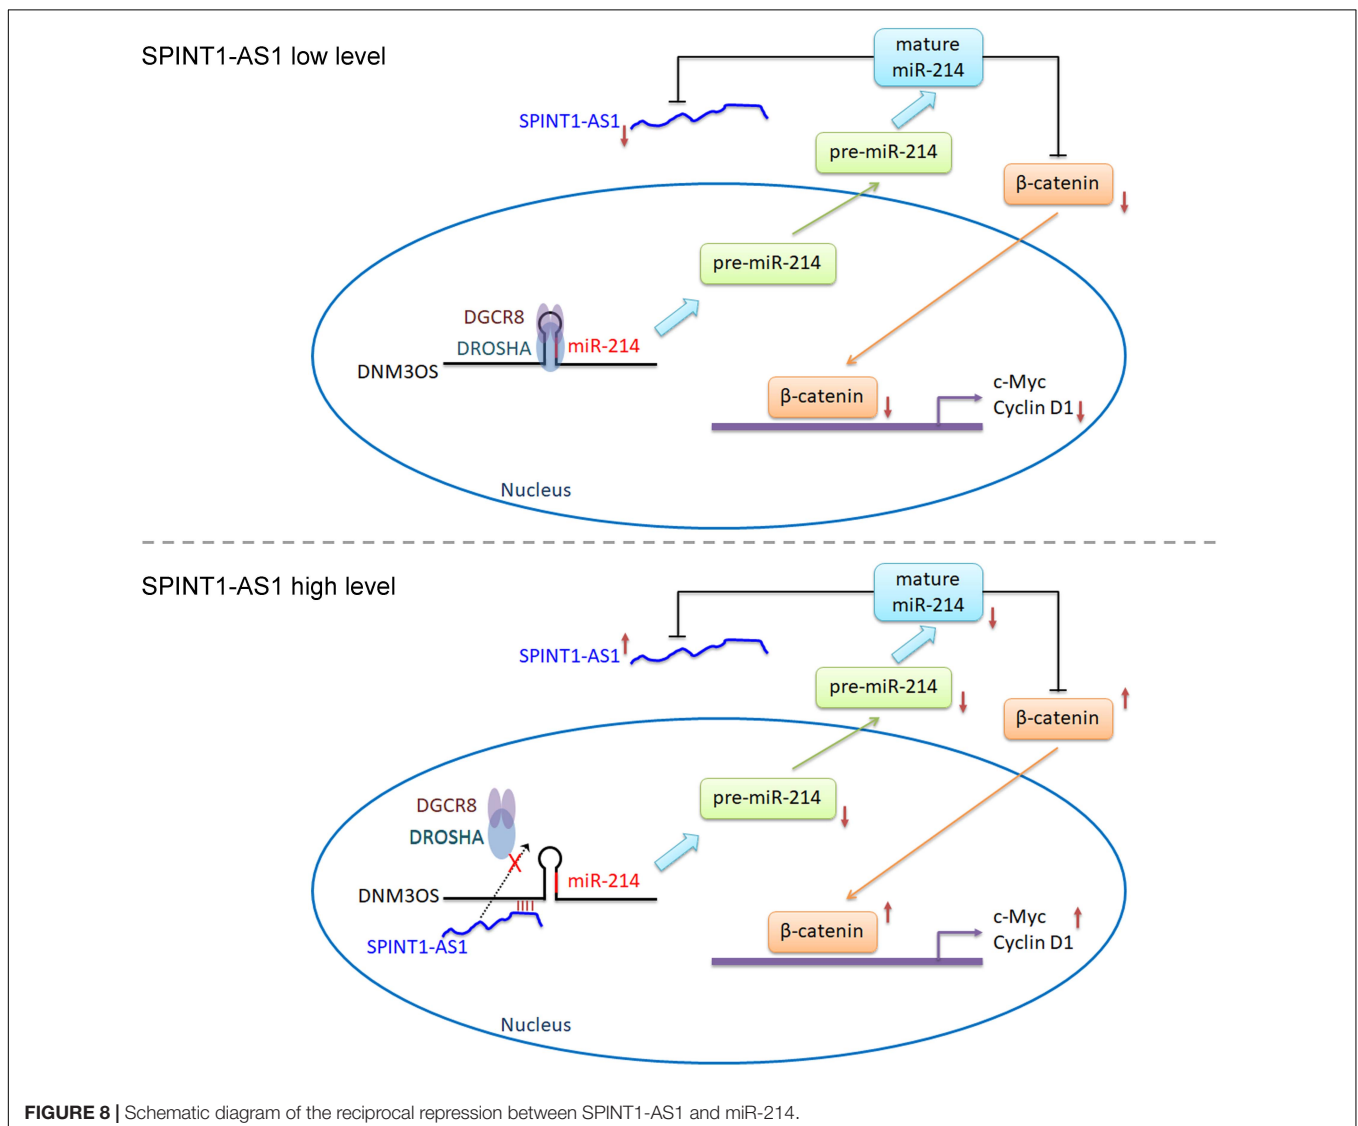 SPINT1-AS1 low level
mature
miR-214
SPINT1-AS1
pre-miR-214
β-catenin
pre-miR-214
DGCR8
DROSHA
miR-214
DNM3OS
β-catenin
c-Myc
Cyclin D1
Nucleus
SPINT1-AS1 high level
mature
miR-214
SPINT1-AS1
pre-miR-214
β-catenin
pre-miR-214
DGCR8
DROSHA
X
miR-214
DNM3OS
SPINT1-AS1
β-catenin
c-Myc
Cyclin D1
Nucleus
FIGURE 8 | Schematic diagram of the reciprocal repression between SPINT1-AS1 and miR-214.